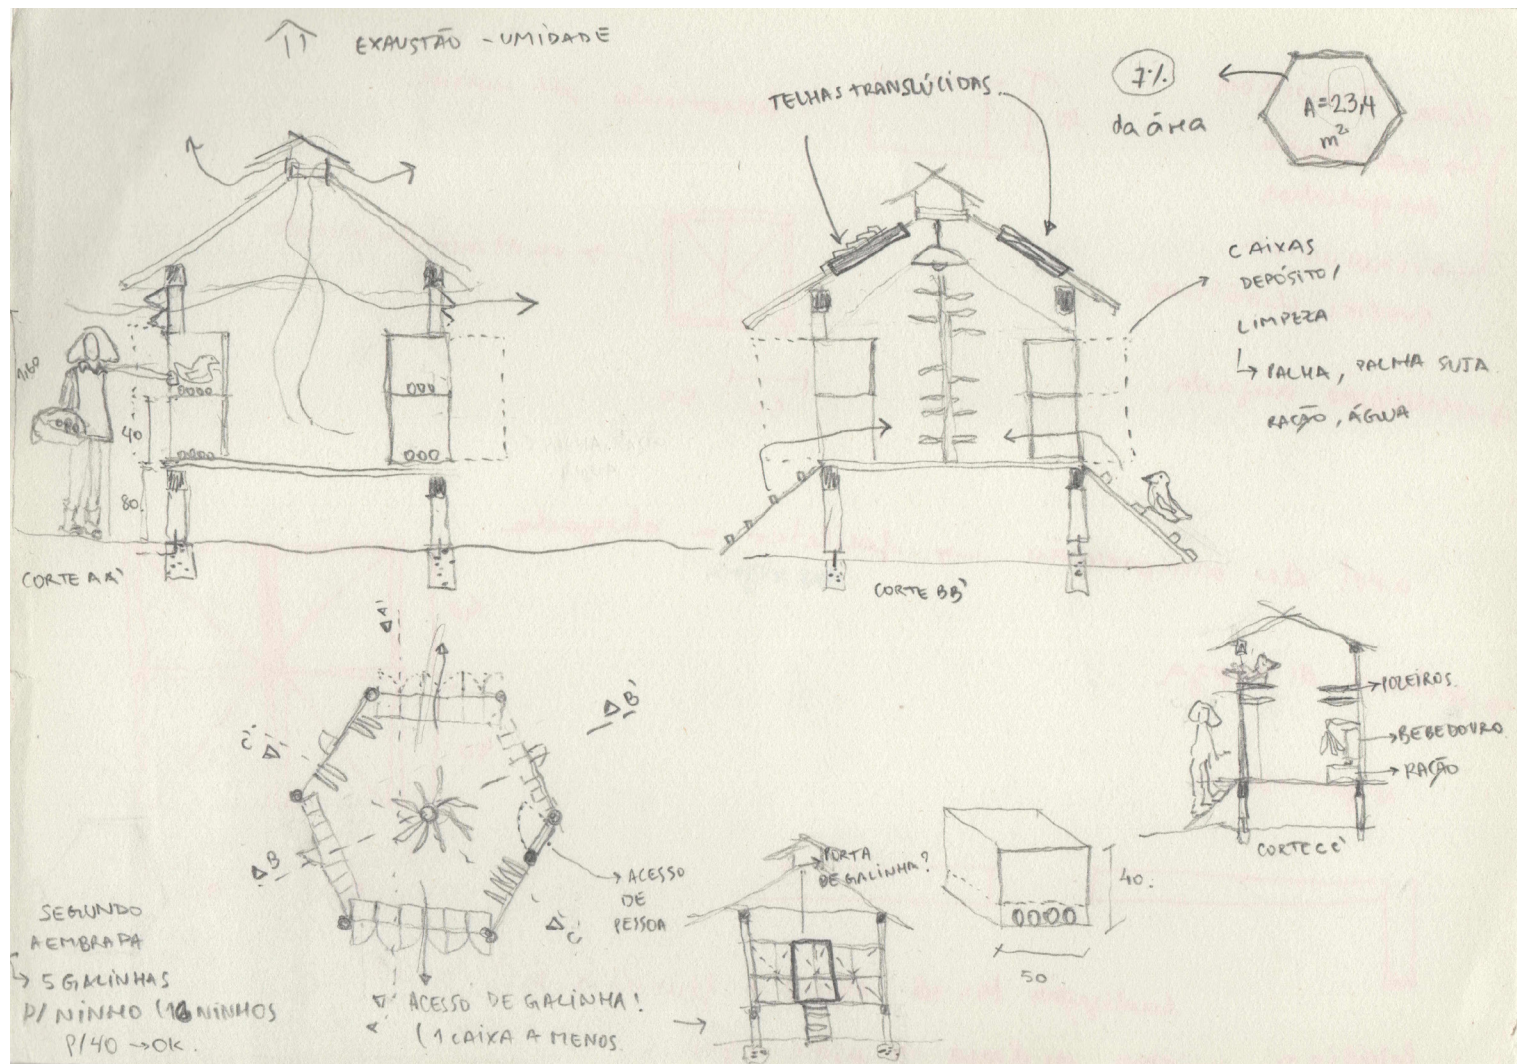 EXAUSTÃO - UMIDADE
TELHAS TRANSLÚCIDAS
7%
da área
A=23,4
m²
CAIXAS
DEPÓSITO /
LIMPEZA
↳ PALHA, PALHA SUJA
RAÇÃO, ÁGUA
1,60
40
80
CORTE AA'
CORTE BB'
B'
C'
B
C
ACESSO
DE
PESSOA
POLEIROS
BEBEDOURO
RAÇÃO
CORTE CC'
PORTA
DE GALINHA?
40
50
SEGUNDO
A EMBRAPA
↳ 5 GALINHAS
P/ NINHO (16 NINHOS
P/40 → OK.
ACESSO DE GALINHA!
(1 CAIXA A MENOS